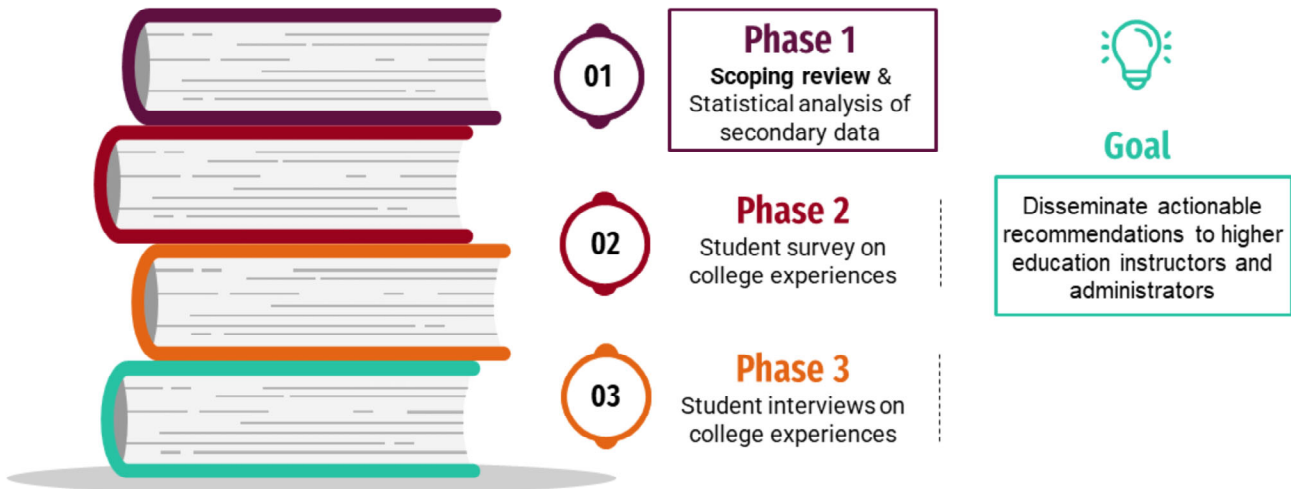 01
Phase 1
Scoping review &
Statistical analysis of
secondary data
02
Phase 2
Student survey on
college experiences
03
Phase 3
Student interviews on
college experiences
Goal
Disseminate actionable
recommendations to higher
education instructors and
administrators